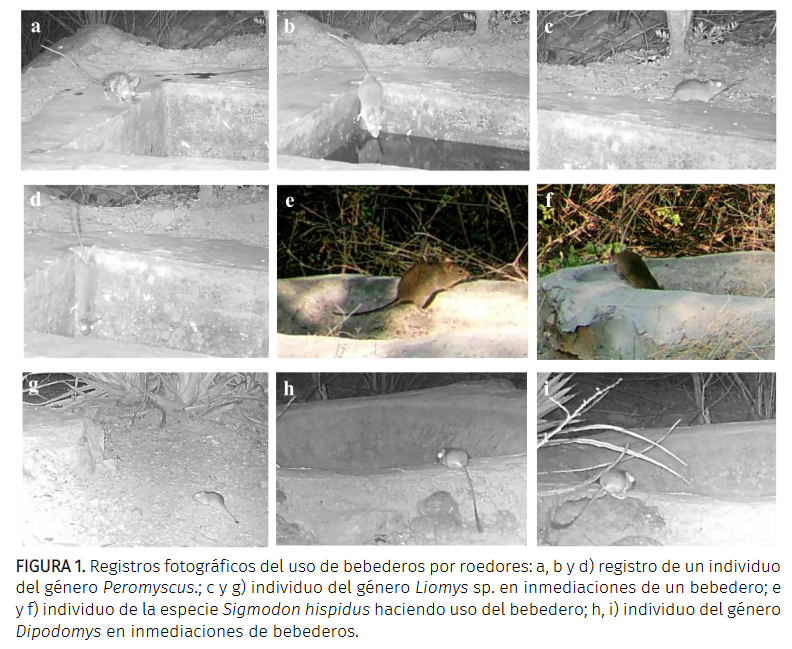 a
b
c
d
e
f
g
h
i
FIGURA 1. Registros fotográficos del uso de bebederos por roedores: a, b y d) registro de un individuo
del género Peromyscus.; c y g) individuo del género Liomys sp. en inmediaciones de un bebedero; e
y f) individuo de la especie Sigmodon hispidus haciendo uso del bebedero; h, i) individuo del género
Dipodomys en inmediaciones de bebederos.